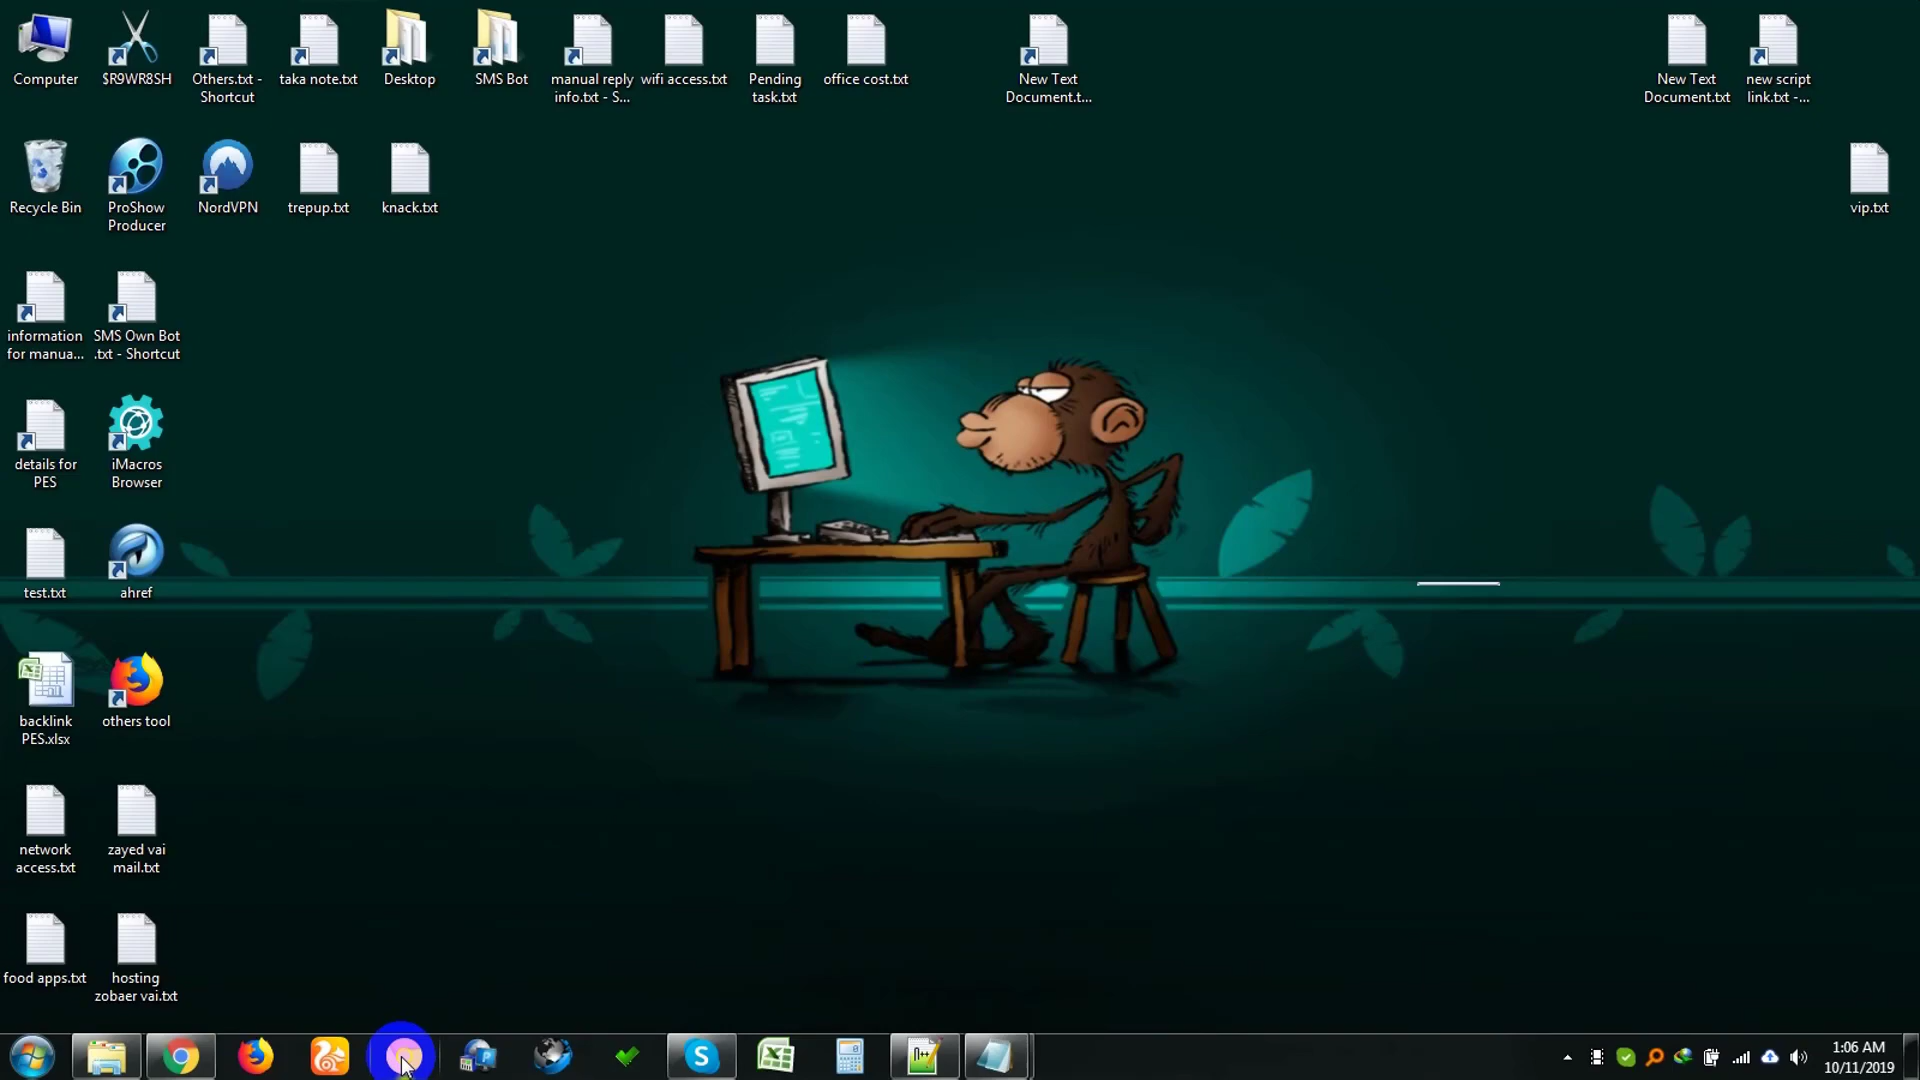 Computer
$R9WR8SH
Others.txt -
Shortcut
taka note.txt
Desktop
SMS Bot
manual reply
info.txt - S...
wifi access.txt
Pending
task.txt
office cost.txt
New Text
Document.t...
New Text
Document.txt
new script
link.txt -...
Recycle Bin
ProShow
Producer
NordVPN
trepup.txt
knack.txt
vip.txt
information
for manua...
SMS Own Bot
.txt - Shortcut
details for
PES
iMacros
Browser
test.txt
ahref
backlink
PES.xlsx
others tool
network
access.txt
zayed vai
mail.txt
food apps.txt
hosting
zobaer vai.txt
1:06 AM
10/11/2019